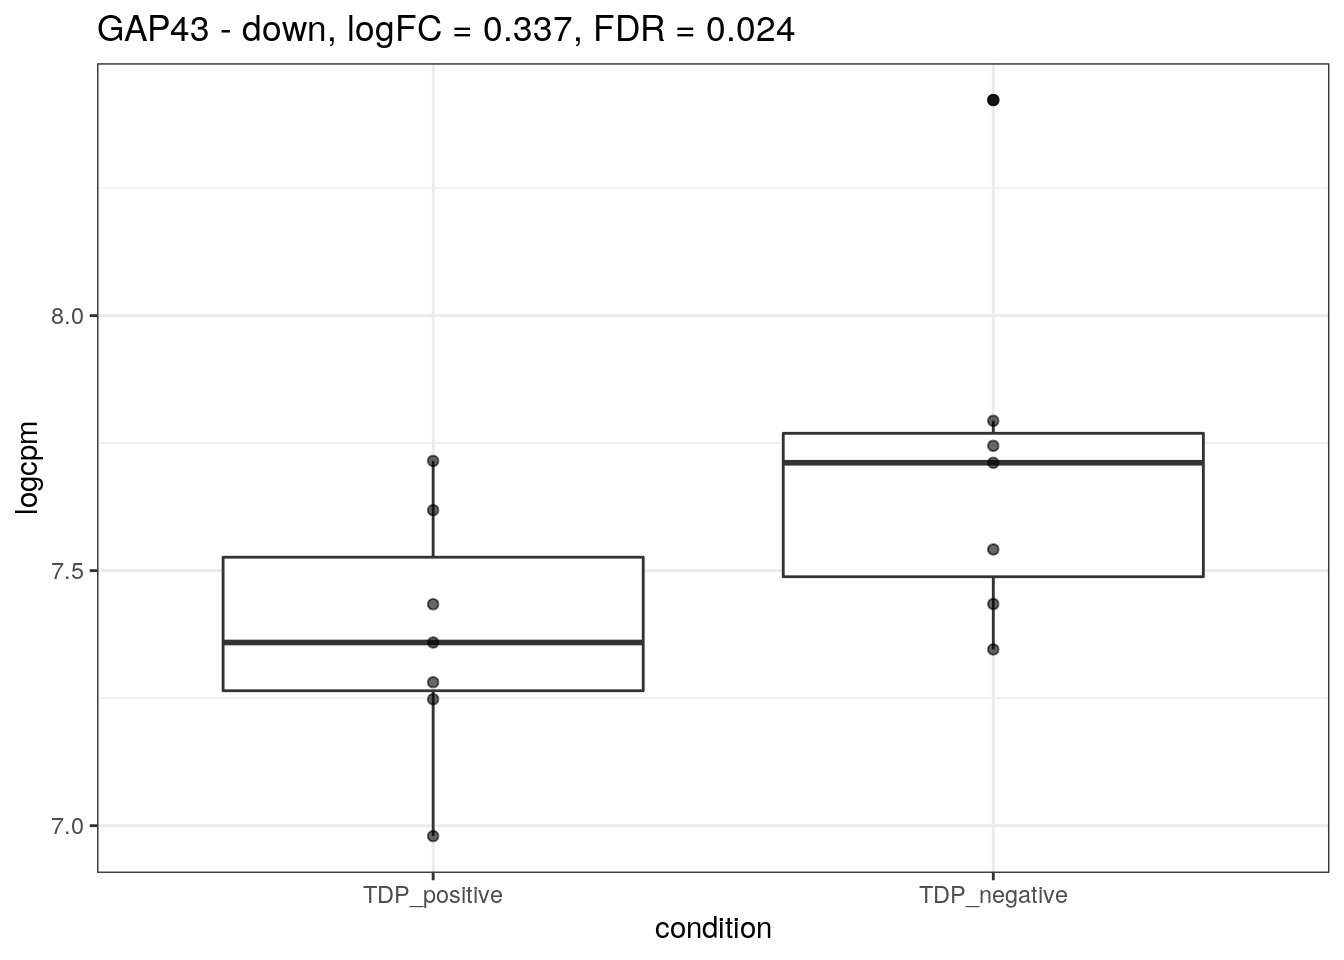 GAP43 - down, logFC = 0.337, FDR = 0.024
logcpm
8.0
7.5
7.0
TDP_positive
TDP_negative
condition